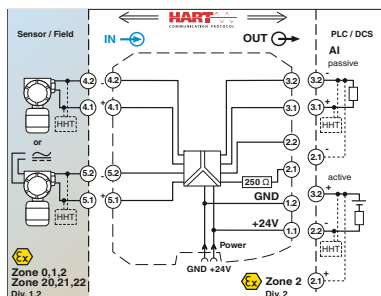 Sensor / Field
HART
COMMUNICATION PROTOCOL
PLC / DCS
IN
OUT
AI
passive
4.2 - 4.2
3.2 3.2 -
4.1 + 4.1
3.1 3.1 +
HHT
HHT
or
2.2
2.1 -
5.2 - 5.2
2.1
active
250 Ω
3.2 +
GND
1.2
5.1 + 5.1
+24V
1.1
2.2 -
HHT
HHT
Power
GND +24V
Ex
Zone 0,1,2
Zone 20,21,22
Div. 1,2
Ex
Zone 2
Div. 2
2.1 +